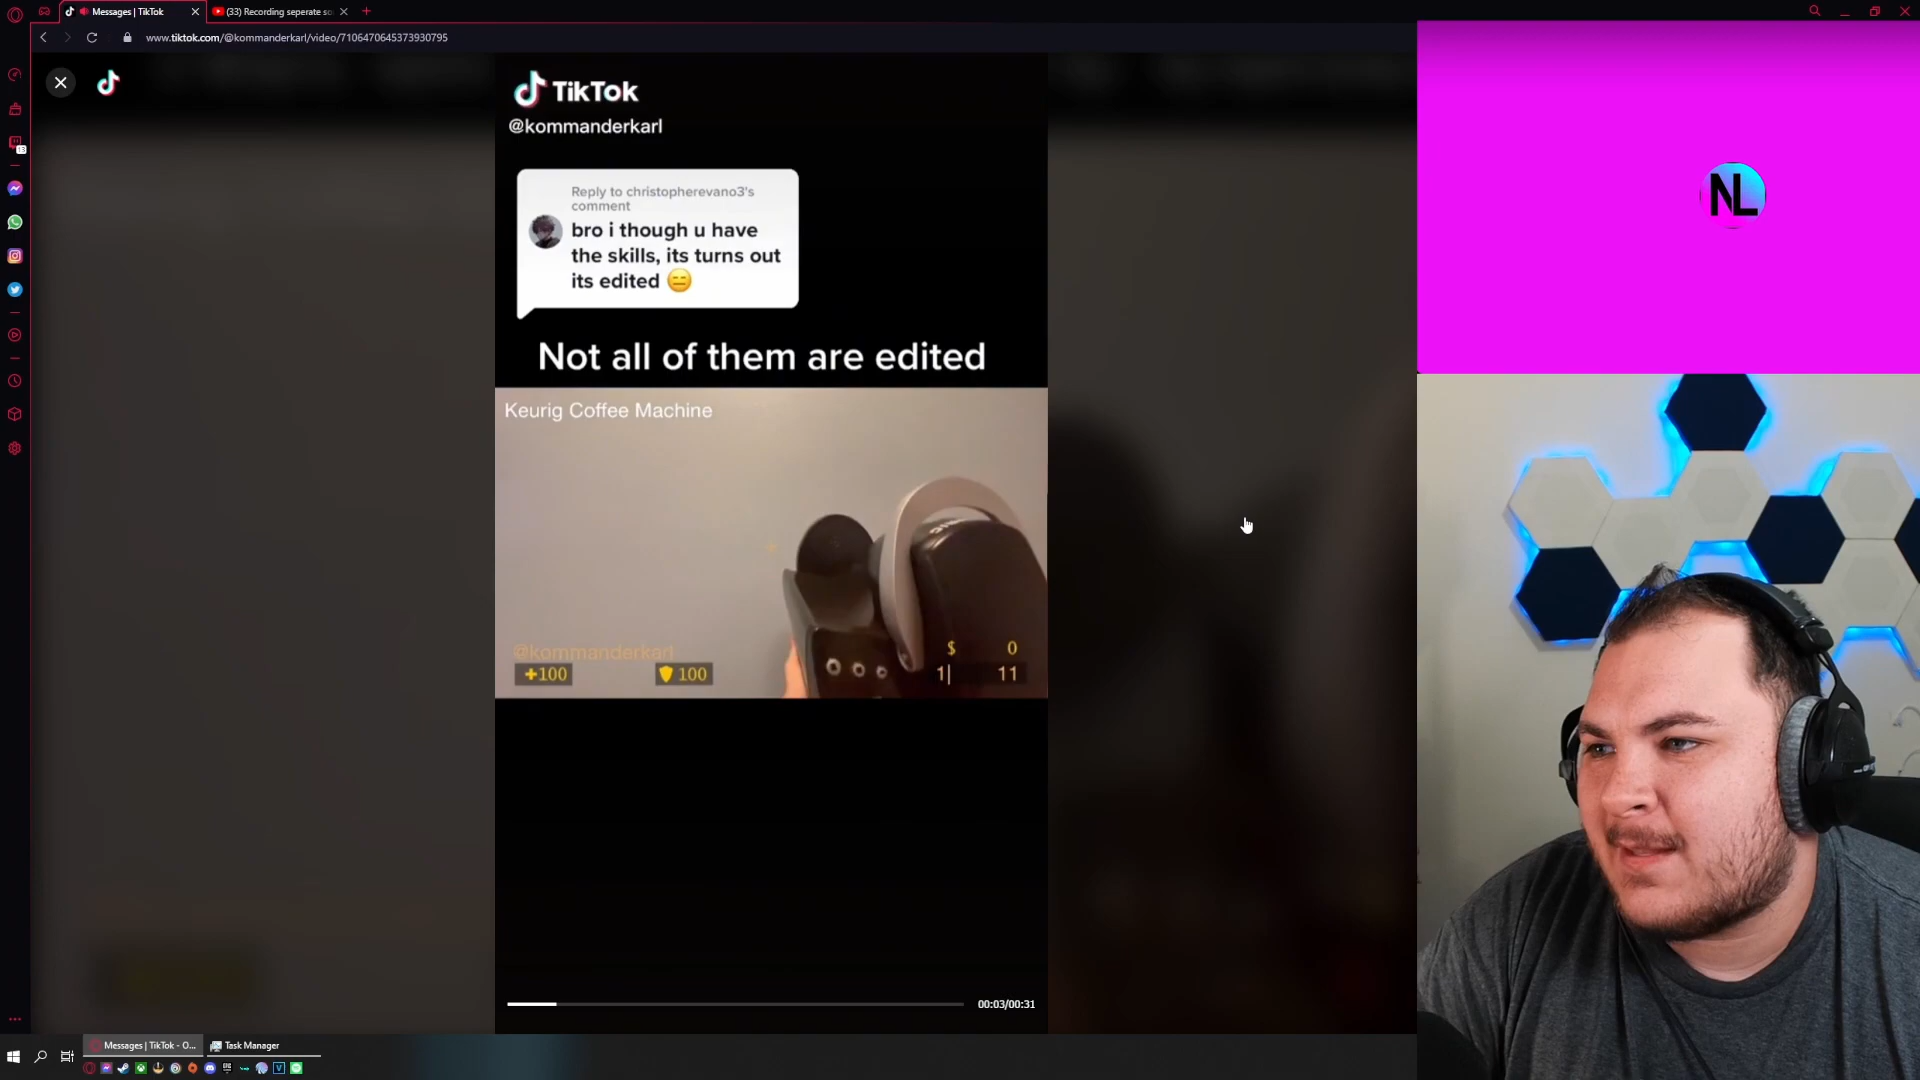 Messages | TikTok
(33) Recording seperate so
www.tiktok.com/@kommanderkarl/video/7106470645373930795
13
TikTok
@kommanderkarl
Reply to christopherevano3's
comment
bro i though u have
the skills, its turns out
its edited 😑
Not all of them are edited
Keurig Coffee Machine
@kommanderkarl
$ 0
+100 100 1| 11
00:03/00:31
NL
Messages | TikTok - O...
Task Manager